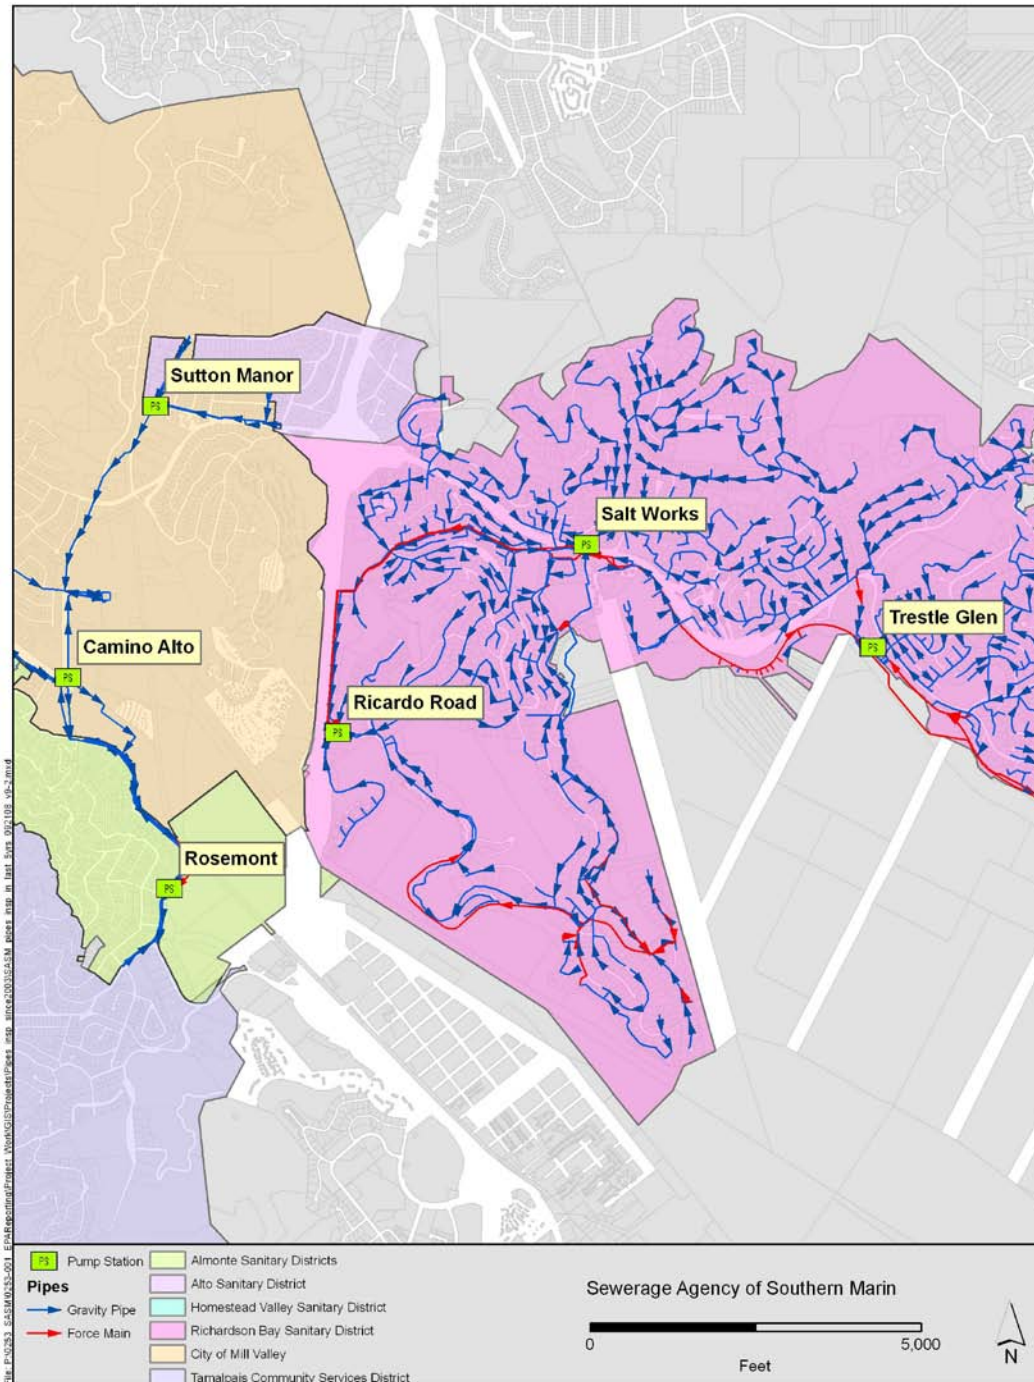 Sutton Manor
PS
Salt Works
PS
Trestle Glen
PS
Camino Alto
PS
Ricardo Road
PS
Rosemont
PS
PS Pump Station
Pipes
Gravity Pipe
Force Main
Almonte Sanitary Districts
Alto Sanitary District
Homestead Valley Sanitary District
Richardson Bay Sanitary District
City of Mill Valley
Tamalpais Community Services District
Sewerage Agency of Southern Marin
0 5,000
Feet
N